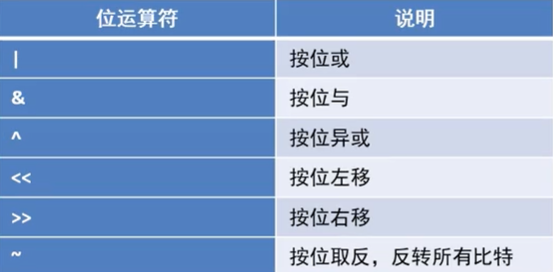 位运算符 说明
| 按位或
& 按位与
^ 按位异或
<< 按位左移
>> 按位右移
~ 按位取反，反转所有比特